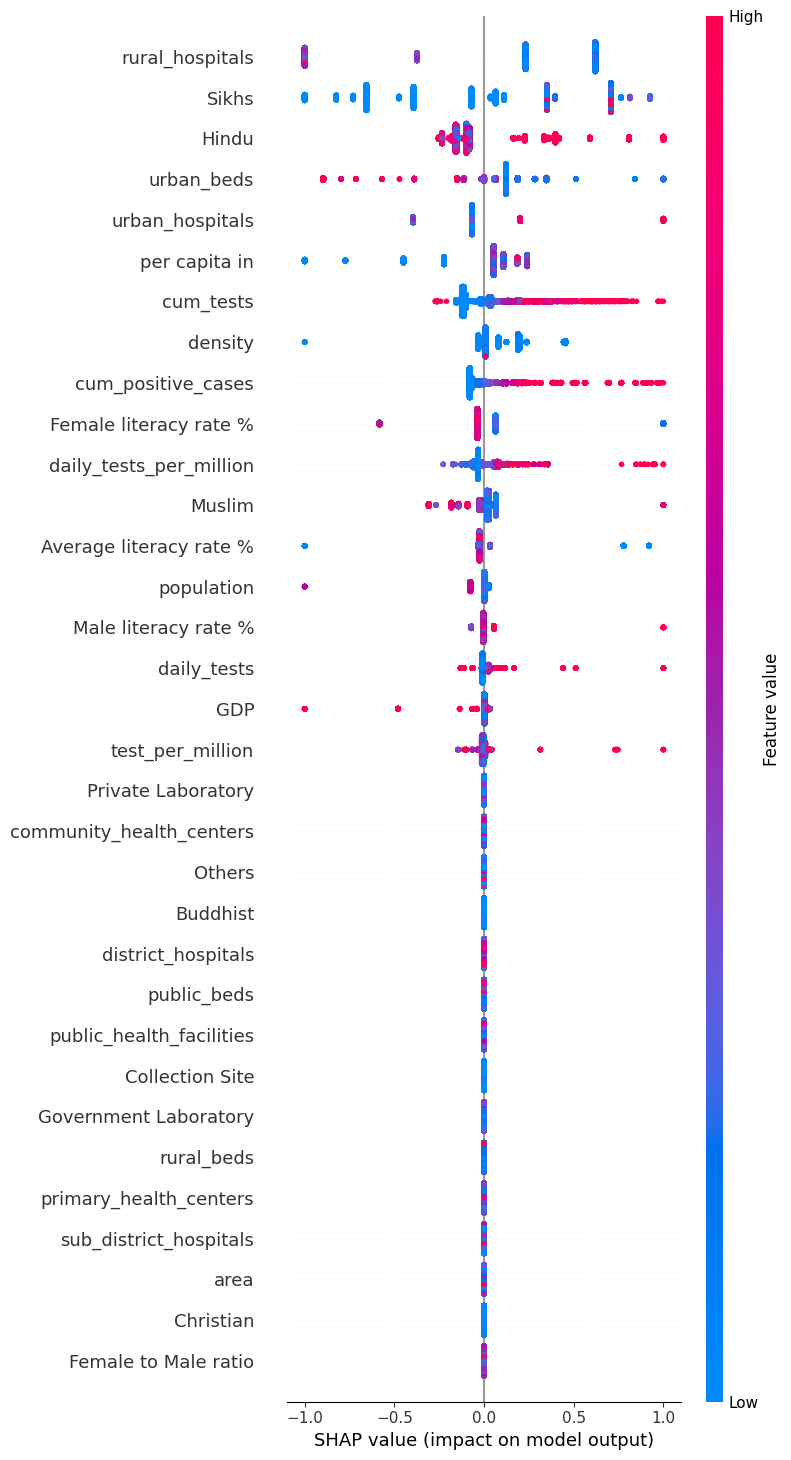 High
rural_hospitals
Sikhs
Hindu
urban_beds
urban_hospitals
per capita in
cum_tests
density
cum_positive_cases
Female literacy rate %
daily_tests_per_million
Muslim
Average literacy rate %
population
Male literacy rate %
daily_tests
GDP
test_per_million
Private Laboratory
community_health_centers
Others
Buddhist
district_hospitals
public_beds
public_health_facilities
Collection Site
Government Laboratory
rural_beds
primary_health_centers
sub_district_hospitals
area
Christian
Female to Male ratio
Feature value
Low
−1.0 −0.5 0.0 0.5 1.0
SHAP value (impact on model output)